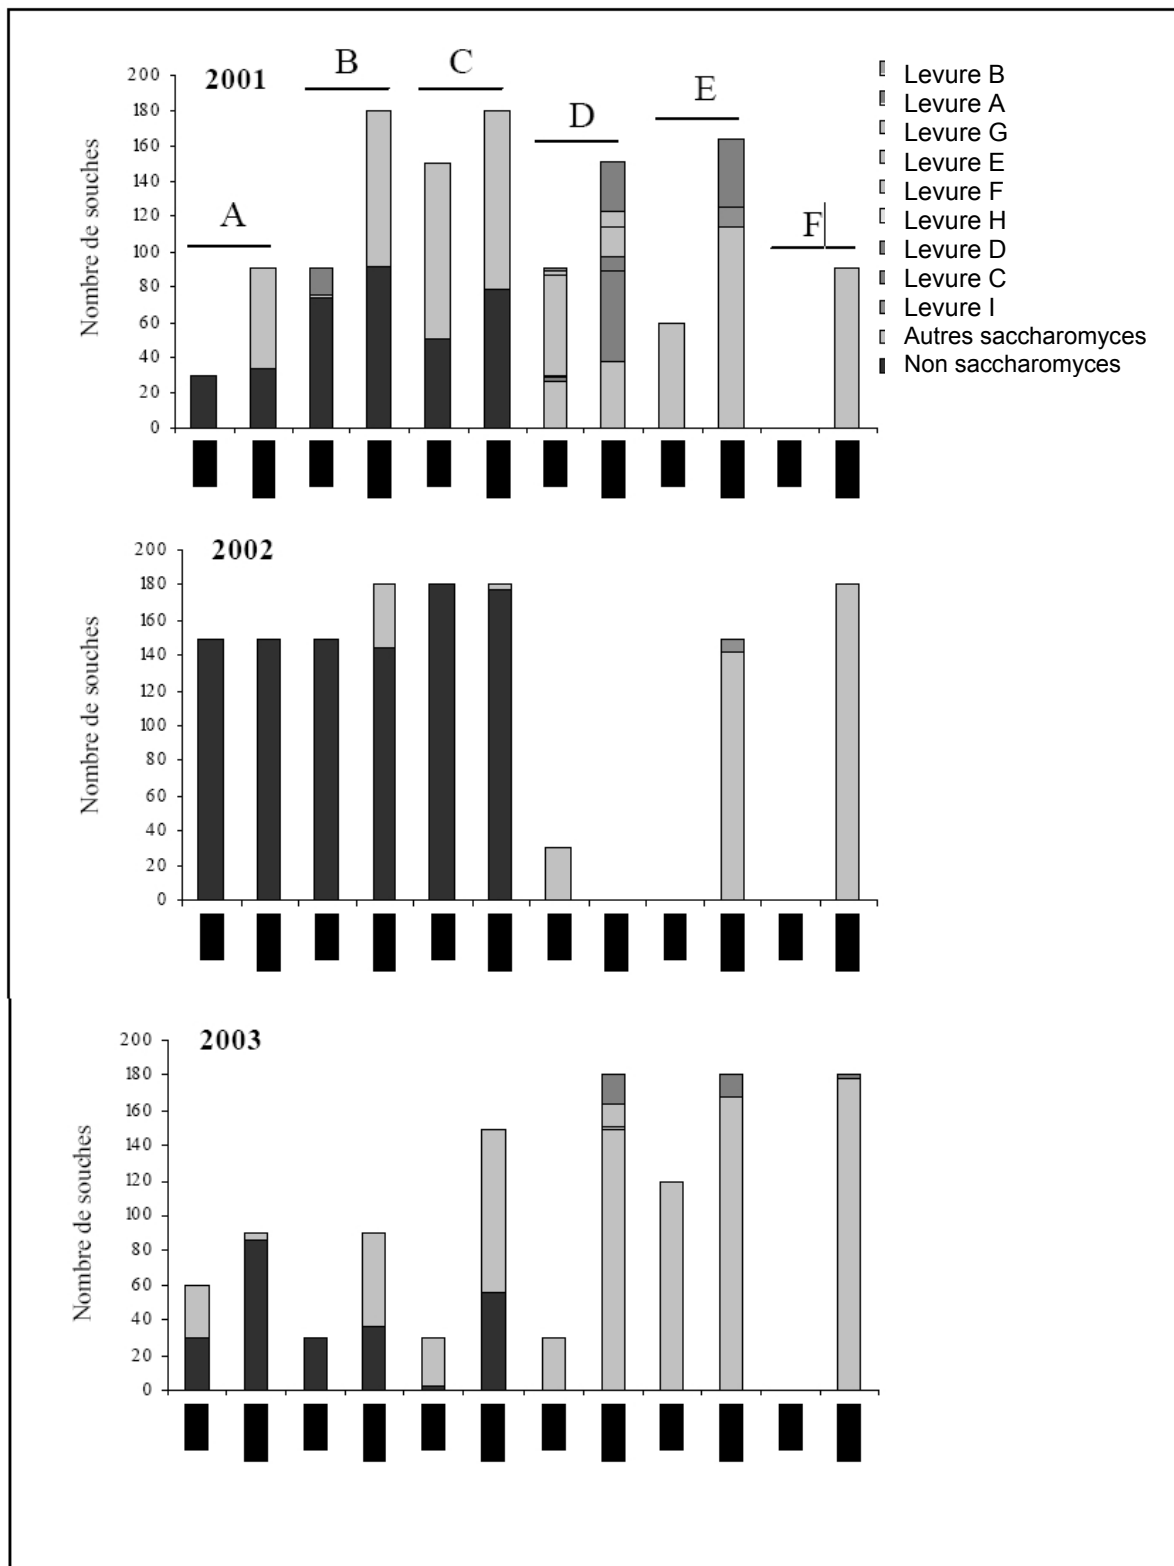 2001
B
C
D
E
A
F
Nombre de souches
200
180
160
140
120
100
80
60
40
20
0
Levure B
Levure A
Levure G
Levure E
Levure F
Levure H
Levure D
Levure C
Levure I
Autres saccharomyces
Non saccharomyces
2002
Nombre de souches
200
180
160
140
120
100
80
60
40
20
0
2003
Nombre de souches
200
180
160
140
120
100
80
60
40
20
0